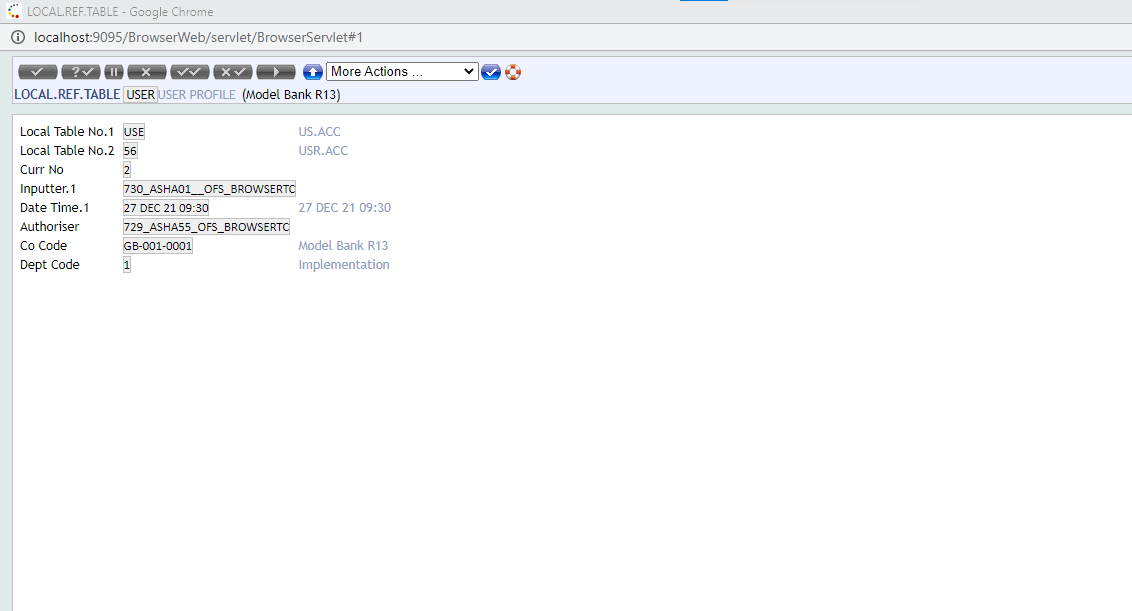 LOCAL.REF.TABLE - Google Chrome
localhost:9095/BrowserWeb/servlet/BrowserServlet#1
More Actions ...
LOCAL.REF.TABLE USER USER PROFILE (Model Bank R13)
Local Table No.1 USE US.ACC
Local Table No.2 56 USR.ACC
Curr No 2
Inputter.1 730_ASHA01__OFS_BROWSERTC
Date Time.1 27 DEC 21 09:30 27 DEC 21 09:30
Authoriser 729_ASHA55_OFS_BROWSERTC
Co Code GB-001-0001 Model Bank R13
Dept Code 1 Implementation